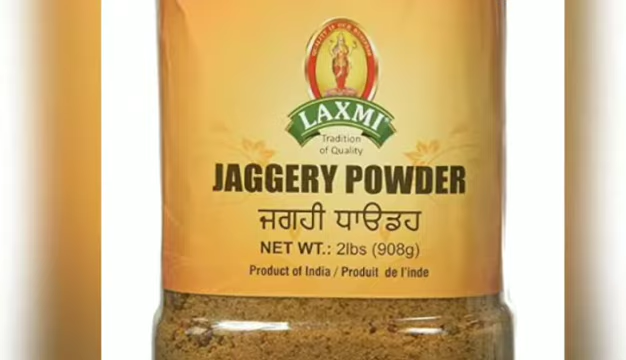 QUALITY IS OUR BUSINESS
LAXMI®
Tradition
of Quality
JAGGERY POWDER
ਜਗਹੀ ਧਾਉਡਹ
NET WT.: 2lbs (908g)
Product of India / Produit de l'inde